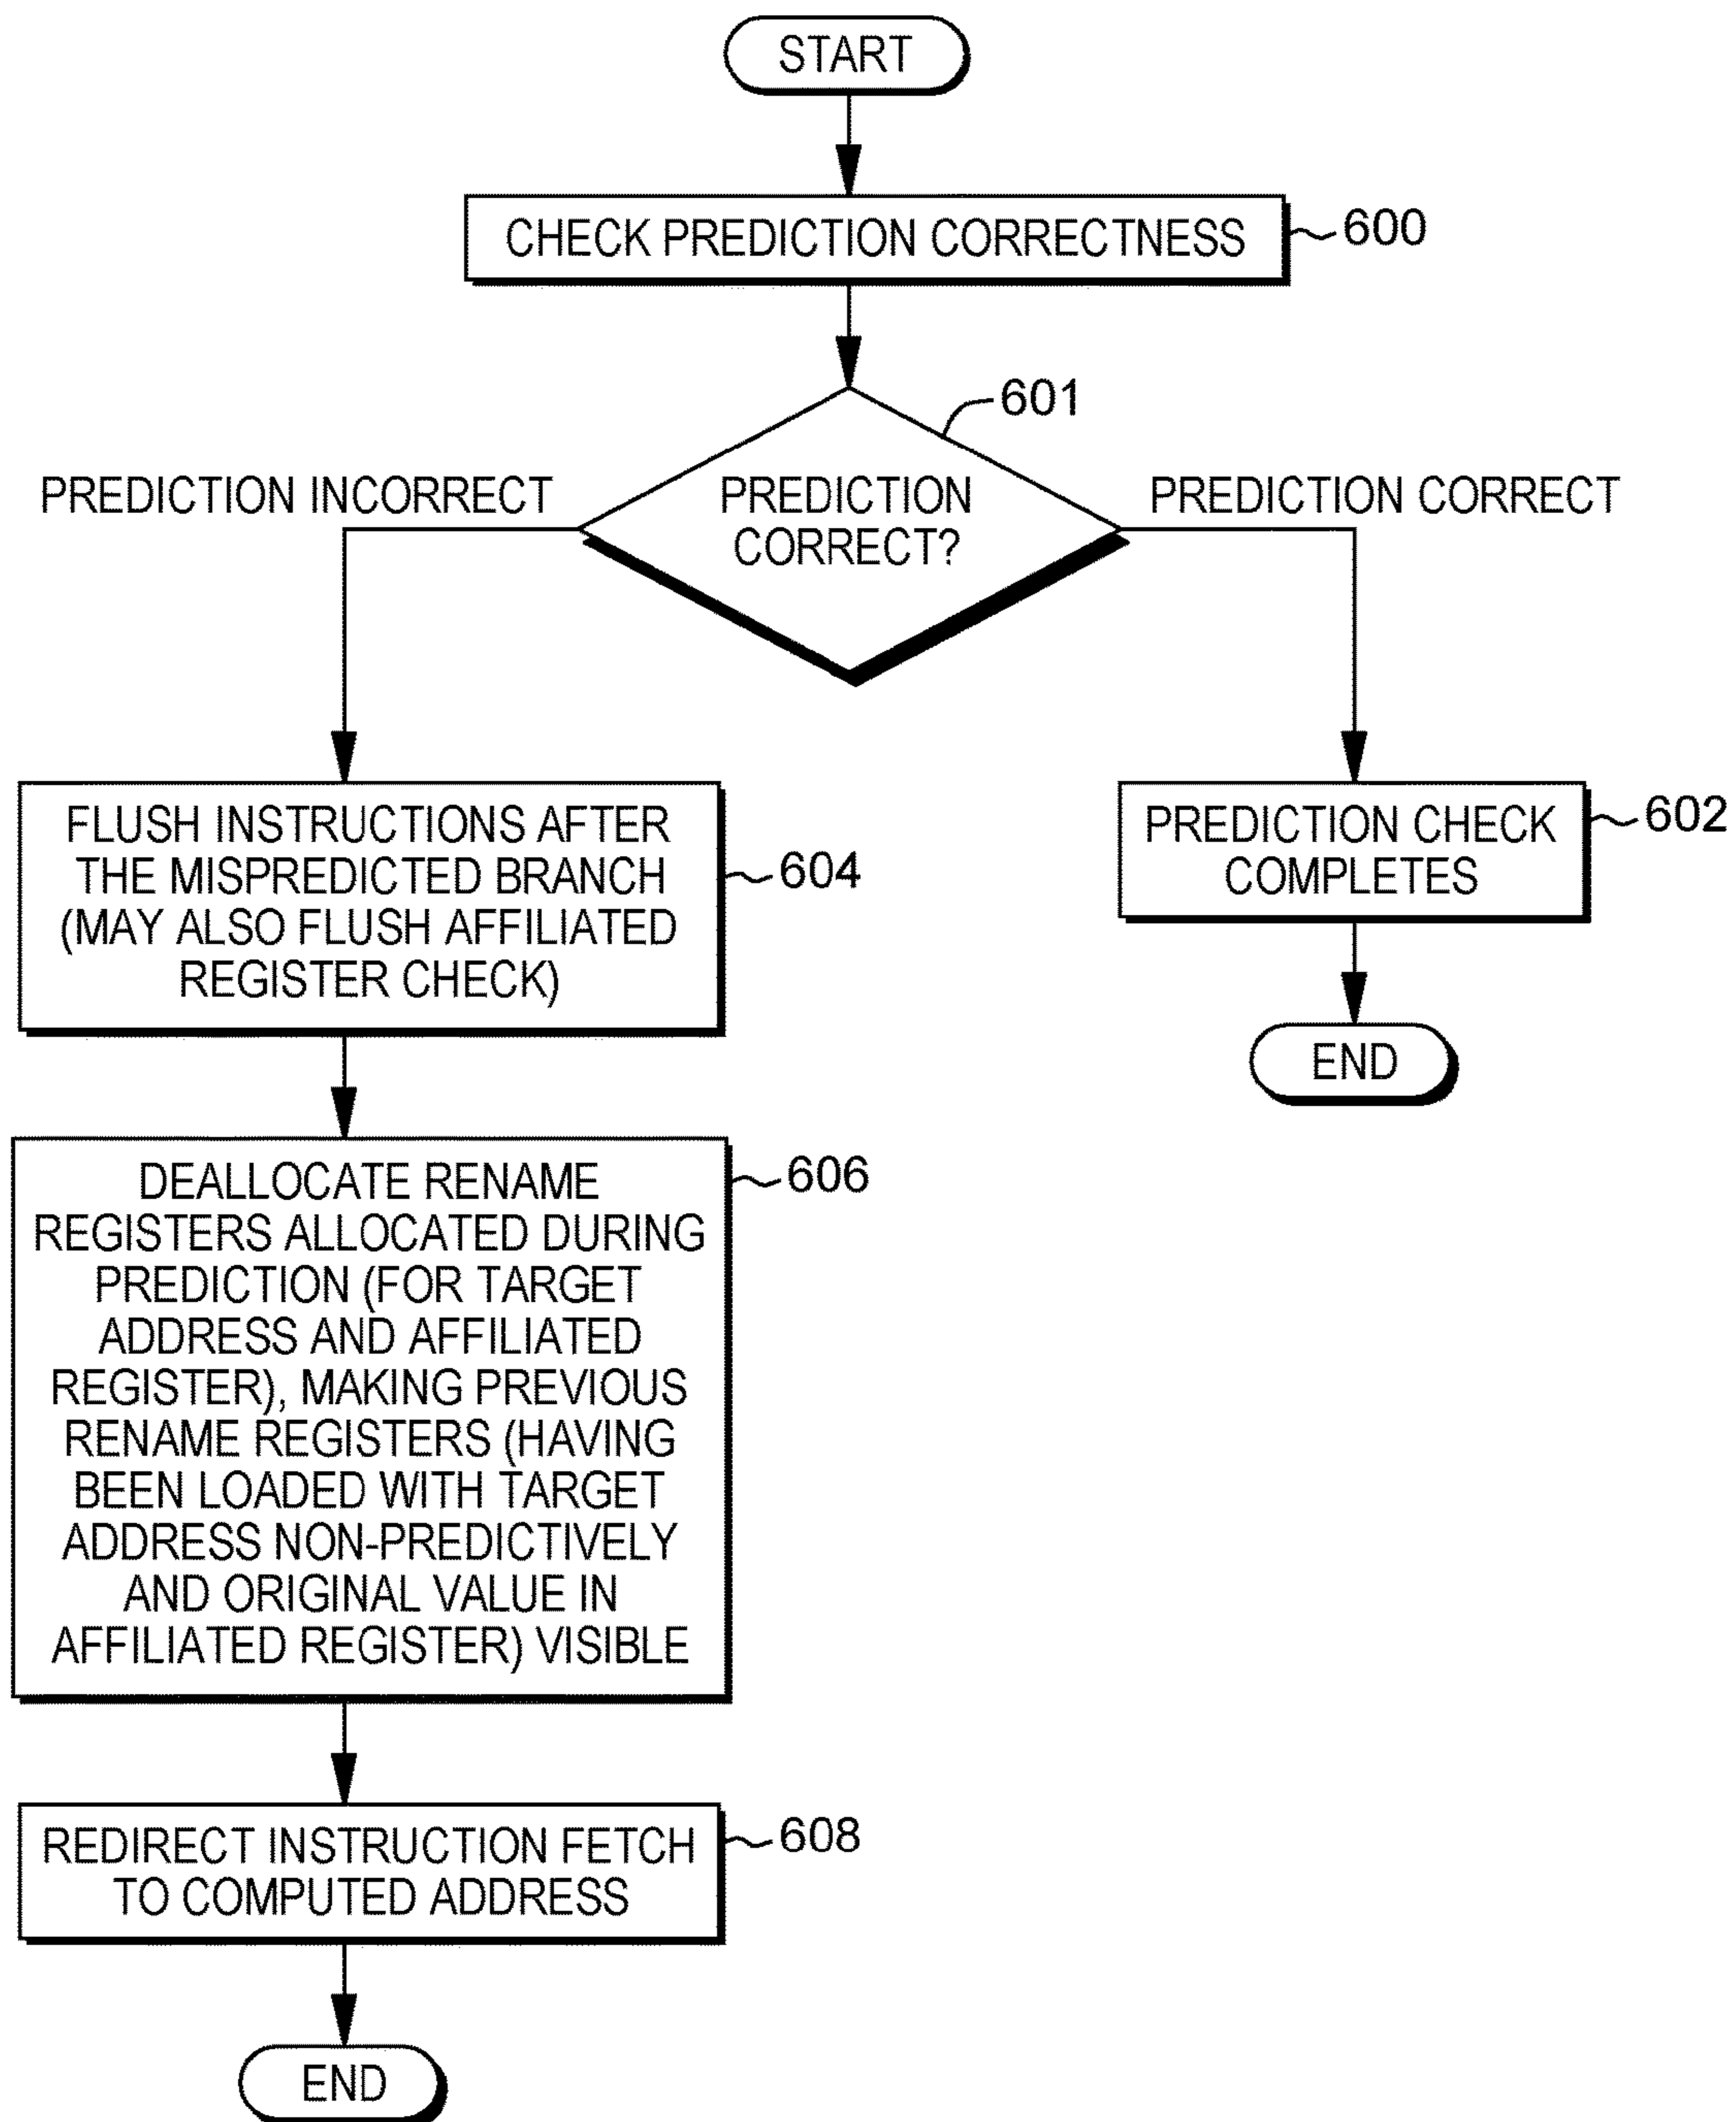 START
CHECK PREDICTION CORRECTNESS
600
601
PREDICTION INCORRECT
PREDICTION
CORRECT?
PREDICTION CORRECT
FLUSH INSTRUCTIONS AFTER
THE MISPREDICTED BRANCH
(MAY ALSO FLUSH AFFILIATED
REGISTER CHECK)
604
PREDICTION CHECK
COMPLETES
602
END
DEALLOCATE RENAME
REGISTERS ALLOCATED DURING
PREDICTION (FOR TARGET
ADDRESS AND AFFILIATED
REGISTER), MAKING PREVIOUS
RENAME REGISTERS (HAVING
BEEN LOADED WITH TARGET
ADDRESS NON-PREDICTIVELY
AND ORIGINAL VALUE IN
AFFILIATED REGISTER) VISIBLE
606
REDIRECT INSTRUCTION FETCH
TO COMPUTED ADDRESS
608
END